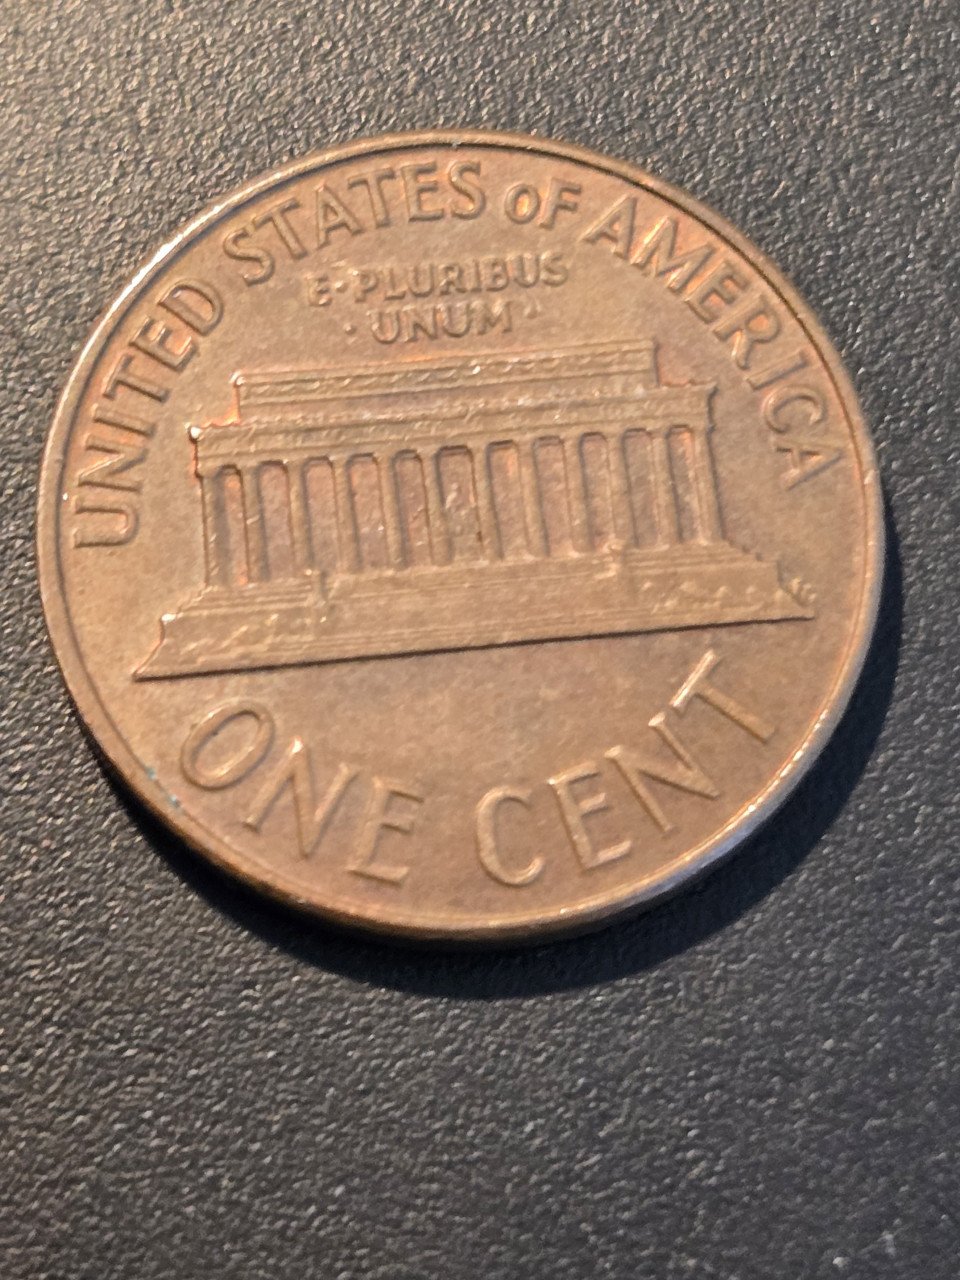 UNITED STATES oF AMERICA
E·PLURIBUS
·UNUM·
ONE CENT